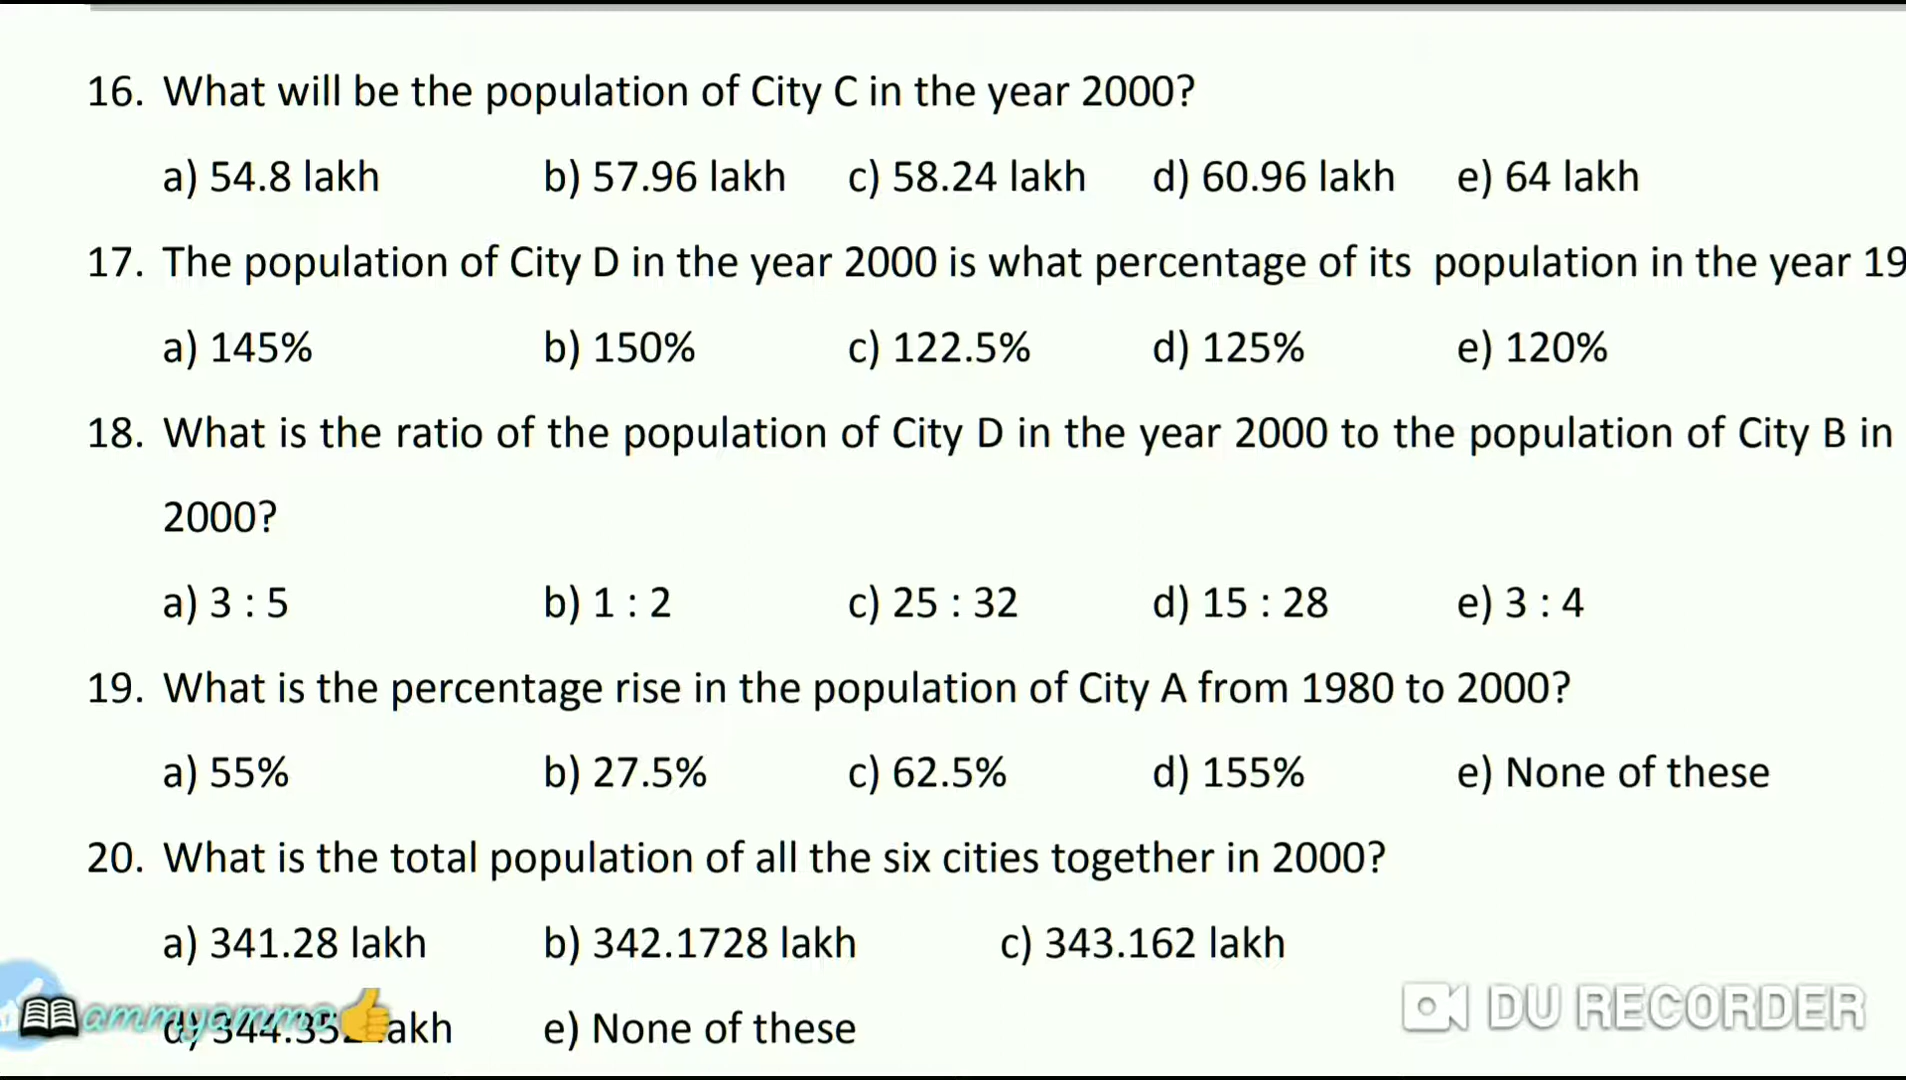 16. What will be the population of City C in the year 2000?
a) 54.8 lakh b) 57.96 lakh c) 58.24 lakh d) 60.96 lakh e) 64 lakh
17. The population of City D in the year 2000 is what percentage of its population in the year 19
a) 145% b) 150% c) 122.5% d) 125% e) 120%
18. What is the ratio of the population of City D in the year 2000 to the population of City B in
2000?
a) 3 : 5 b) 1 : 2 c) 25 : 32 d) 15 : 28 e) 3 : 4
19. What is the percentage rise in the population of City A from 1980 to 2000?
a) 55% b) 27.5% c) 62.5% d) 155% e) None of these
20. What is the total population of all the six cities together in 2000?
a) 341.28 lakh b) 342.1728 lakh c) 343.162 lakh
d) e) None of these
DU RECORDER